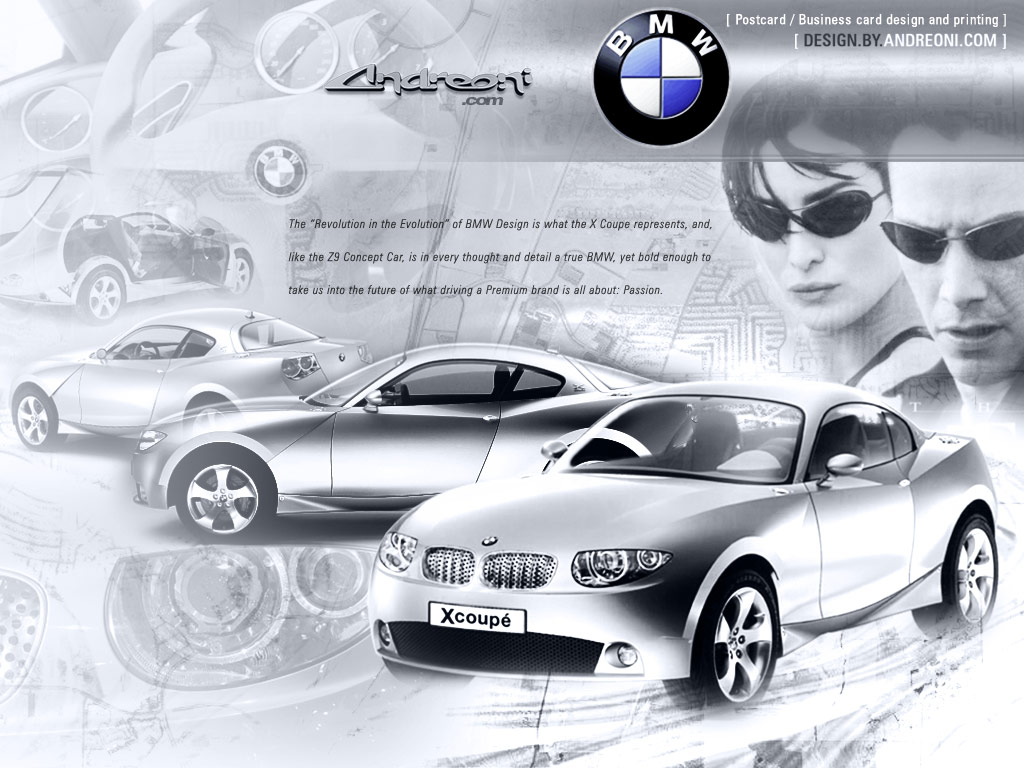 [ Postcard / Business card design and printing ]
[ DESIGN.BY.ANDREONI.COM ]
BMW
Andreoni
.com
The "Revolution in the Evolution" of BMW Design is what the X Coupe represents, and,
like the Z9 Concept Car, is in every thought and detail a true BMW, yet bold enough to
take us into the future of what driving a Premium brand is all about: Passion.
T H
Xcoupé